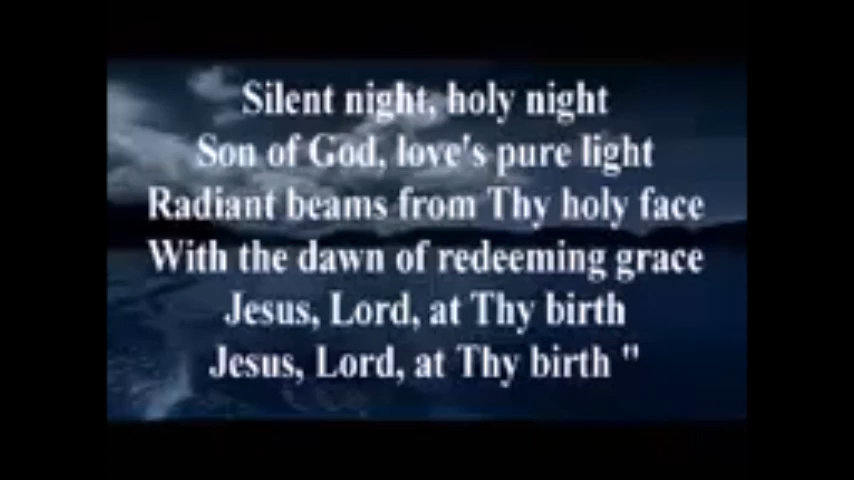 Silent night, holy night
Son of God, love's pure light
Radiant beams from Thy holy face
With the dawn of redeeming grace
Jesus, Lord, at Thy birth
Jesus, Lord, at Thy birth "